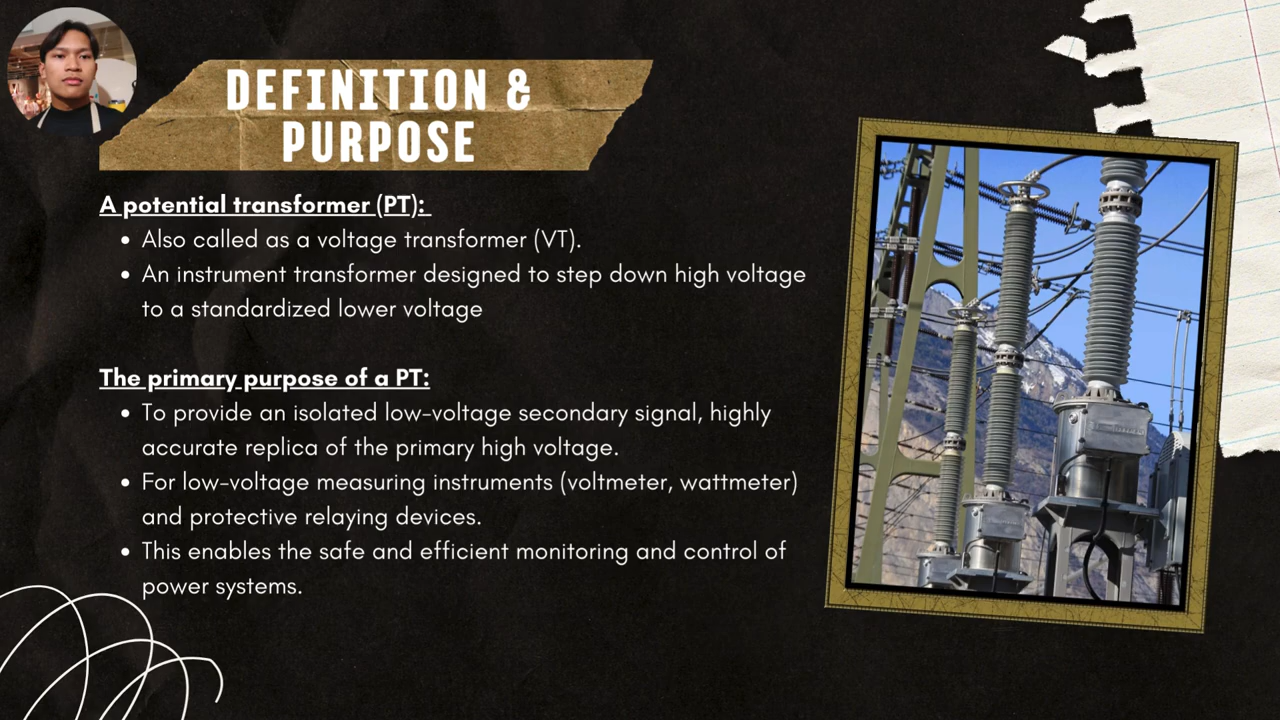 DEFINITION &
PURPOSE
A potential transformer (PT):
• Also called as a voltage transformer (VT).
• An instrument transformer designed to step down high voltage
to a standardized lower voltage
The primary purpose of a PT:
• To provide an isolated low-voltage secondary signal, highly
accurate replica of the primary high voltage.
• For low-voltage measuring instruments (voltmeter, wattmeter)
and protective relaying devices.
• This enables the safe and efficient monitoring and control of
power systems.